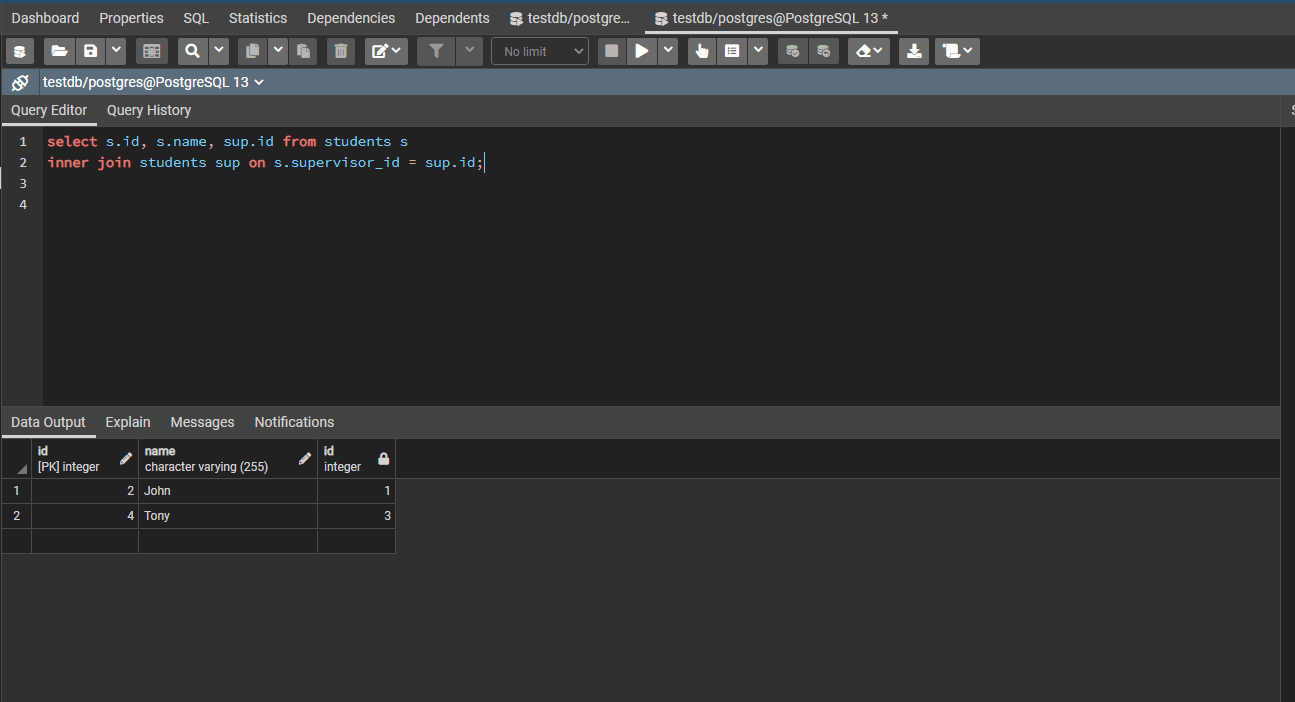 Dashboard Properties SQL Statistics Dependencies Dependents testdb/postgre... testdb/postgres@PostgreSQL 13 *
No limit
testdb/postgres@PostgreSQL 13
Query Editor Query History
1 select s.id, s.name, sup.id from students s
2 inner join students sup on s.supervisor_id = sup.id;
3
4
Data Output Explain Messages Notifications
id name id
[PK] integer character varying (255) integer
1 2 John 1
2 4 Tony 3